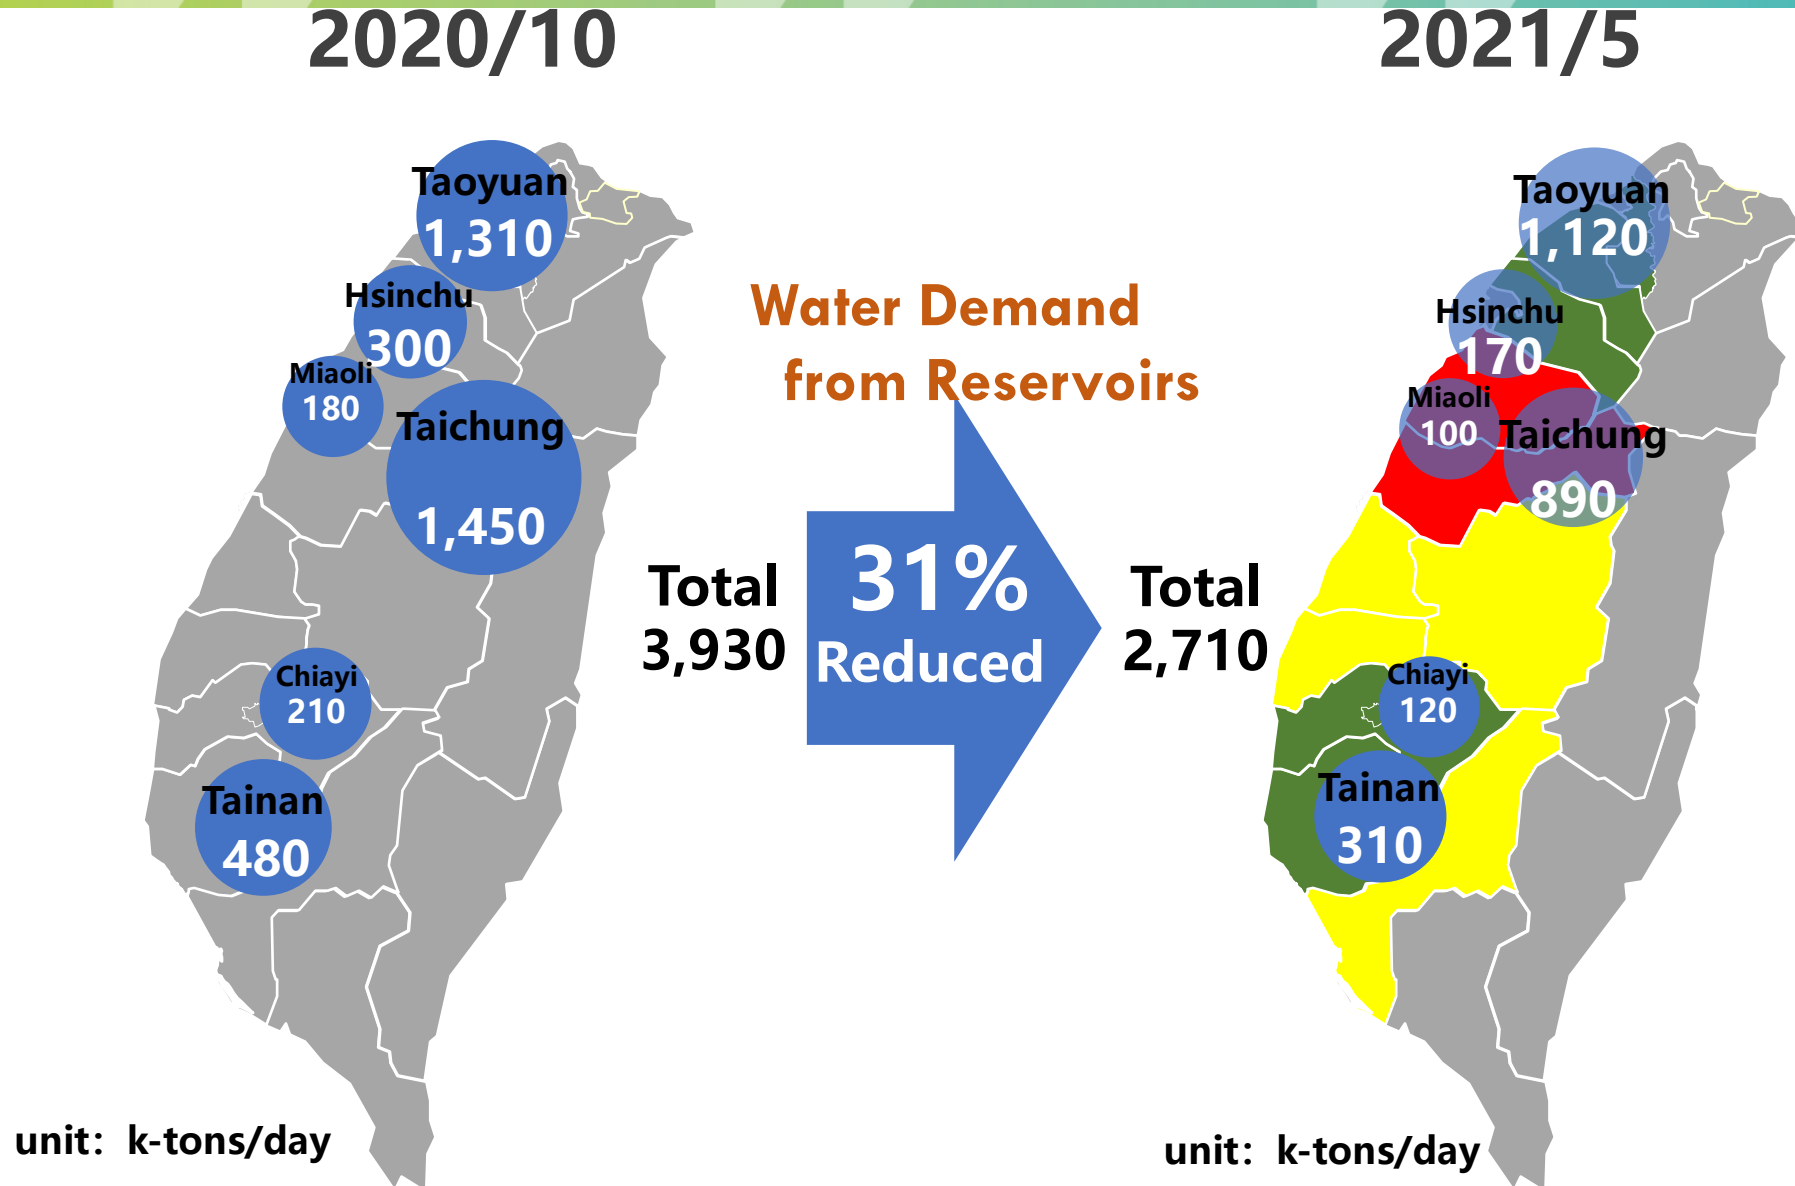 2020/10
2021/5
Taoyuan
1,310
Hsinchu
300
Miaoli
180
Taichung
1,450
Chiayi
210
Tainan
480
unit: k-tons/day
Water Demand
from Reservoirs
Total
3,930
31%
Reduced
Total
2,710
Taoyuan
1,120
Hsinchu
170
Miaoli
100
Taichung
890
Chiayi
120
Tainan
310
unit: k-tons/day